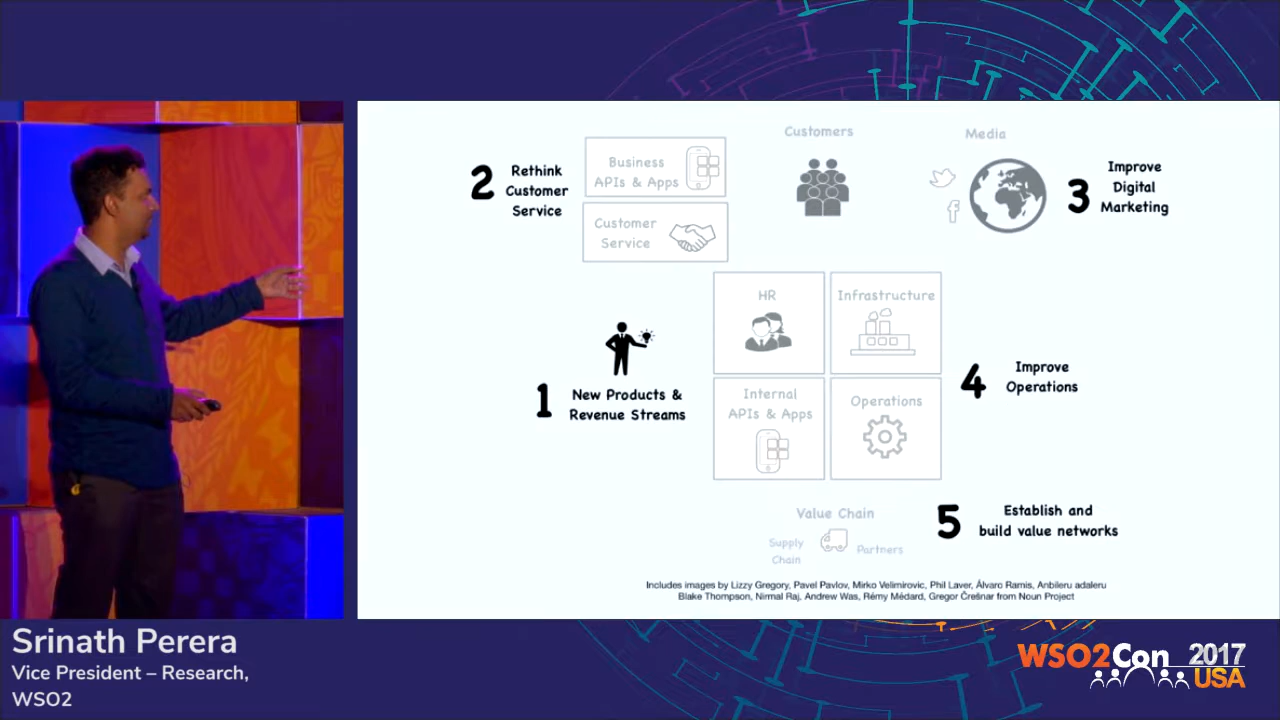 Customers
Media
2
Rethink
Customer
Service
Business
APIs & Apps
Customer
Service
3
Improve
Digital
Marketing
HR
Infrastructure
1
New Products &
Revenue Streams
Internal
APIs & Apps
Operations
4
Improve
Operations
Value Chain
Supply
Chain
Partners
5
Establish and
build value networks
Includes images by Lizzy Gregory, Pavel Pavlov, Mirko Velimirovic, Phil Laver, Álvaro Ramis, Anbileru adaleru
Blake Thompson, Nirmal Raj, Andrew Was, Rémy Médard, Gregor Črešnar from Noun Project
Srinath Perera
Vice President – Research,
WSO2
WSO2Con 2017
USA